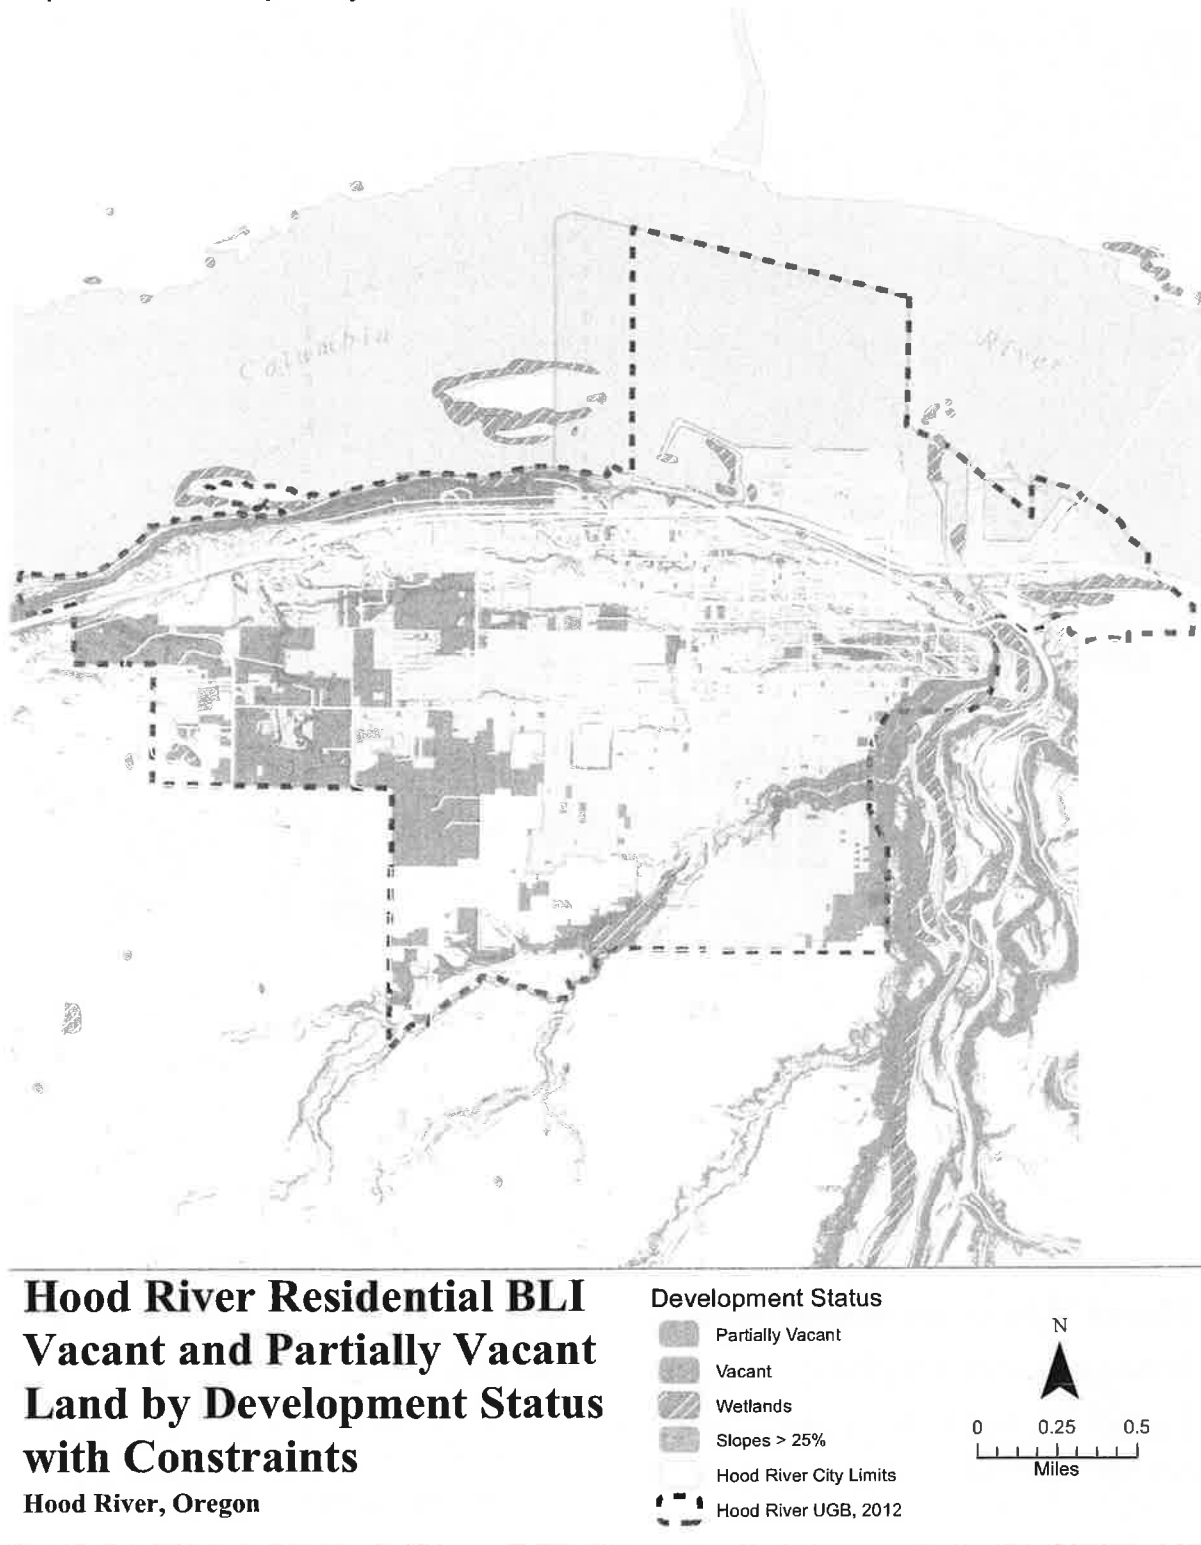 Columbia
River
Hood River Residential BLI
Vacant and Partially Vacant
Land by Development Status
with Constraints
Hood River, Oregon
Development Status
Partially Vacant
Vacant
Wetlands
Slopes > 25%
Hood River City Limits
Hood River UGB, 2012
N
0 0.25 0.5
Miles